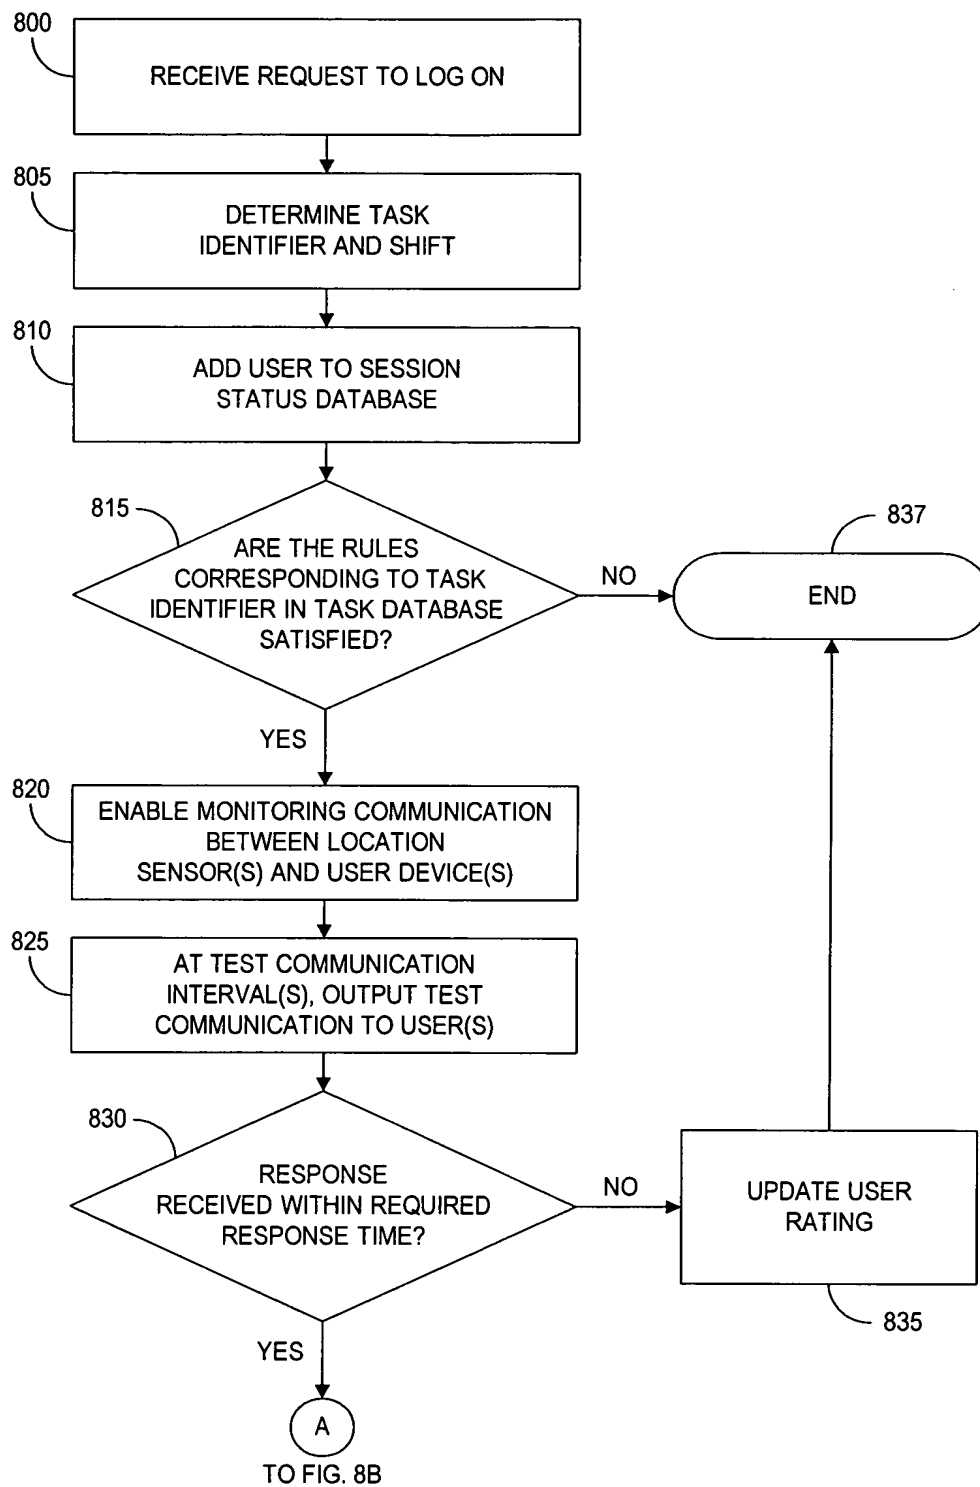 800
RECEIVE REQUEST TO LOG ON
805
DETERMINE TASK
IDENTIFIER AND SHIFT
810
ADD USER TO SESSION
STATUS DATABASE
815
ARE THE RULES
CORRESPONDING TO TASK
IDENTIFIER IN TASK DATABASE
SATISFIED?
NO
837
END
YES
820
ENABLE MONITORING COMMUNICATION
BETWEEN LOCATION
SENSOR(S) AND USER DEVICE(S)
825
AT TEST COMMUNICATION
INTERVAL(S), OUTPUT TEST
COMMUNICATION TO USER(S)
830
RESPONSE
RECEIVED WITHIN REQUIRED
RESPONSE TIME?
NO
UPDATE USER
RATING
835
YES
A
TO FIG. 8B